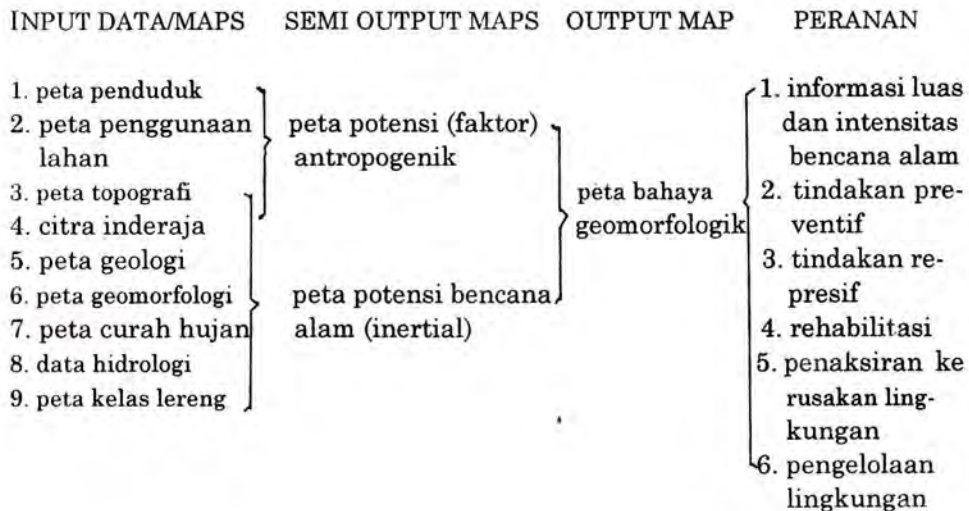 INPUT DATA/MAPS SEMI OUTPUT MAPS OUTPUT MAP PERANAN
1. peta penduduk
2. peta penggunaan
lahan
3. peta topografi
4. citra inderaja
5. peta geologi
6. peta geomorfologi
7. peta curah hujan
8. data hidrologi
9. peta kelas lereng
peta potensi (faktor)
antropogenik
peta potensi bencana
alam (inertial)
peta bahaya
geomorfologik
1. informasi luas
dan intensitas
bencana alam
2. tindakan pre-
ventif
3. tindakan re-
presif
4. rehabilitasi
5. penaksiran ke
rusakan ling-
kungan
6. pengelolaan
lingkungan